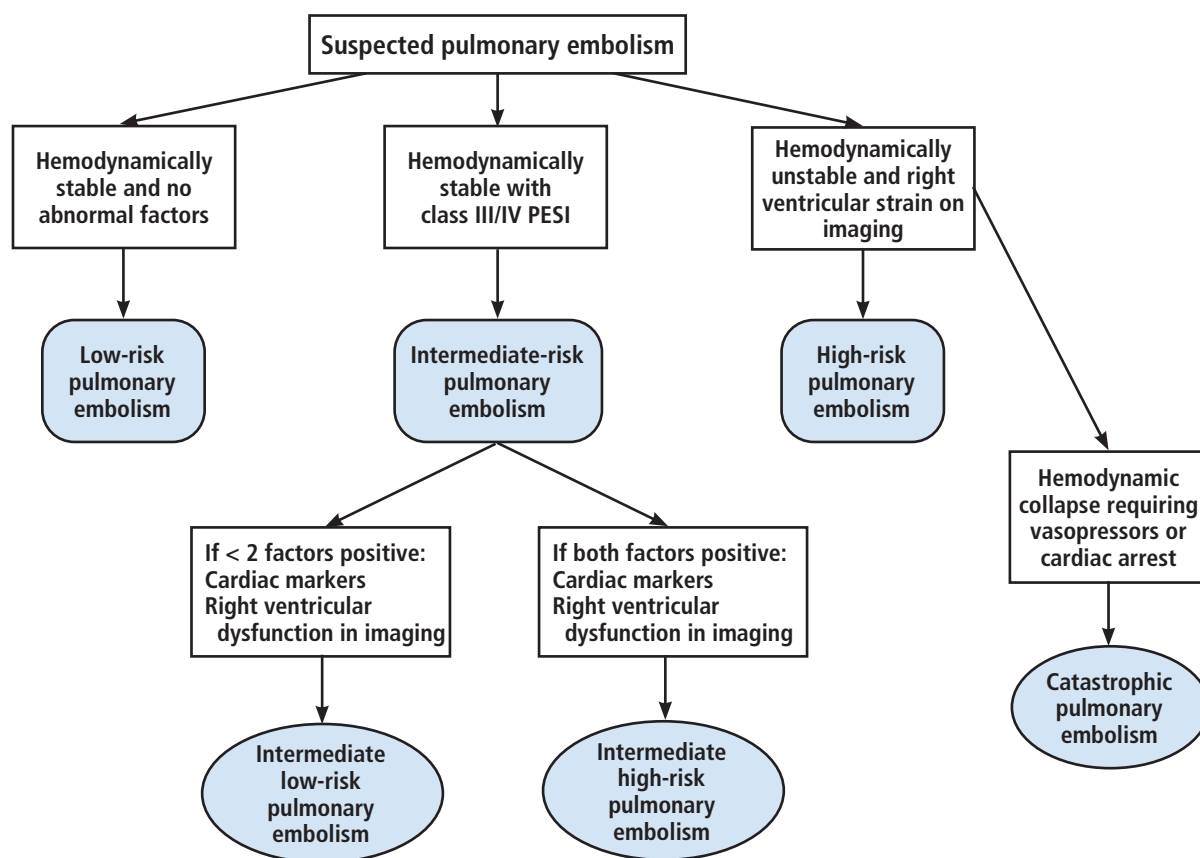 Suspected pulmonary embolism
Hemodynamically
stable and no
abnormal factors
Hemodynamically
stable with
class III/IV PESI
Hemodynamically
unstable and right
ventricular strain on
imaging
Low-risk
pulmonary
embolism
Intermediate-risk
pulmonary
embolism
High-risk
pulmonary
embolism
Hemodynamic
collapse requiring
vasopressors or
cardiac arrest
If < 2 factors positive:
Cardiac markers
Right ventricular
dysfunction in imaging
If both factors positive:
Cardiac markers
Right ventricular
dysfunction in imaging
Catastrophic
pulmonary
embolism
Intermediate
low-risk
pulmonary
embolism
Intermediate
high-risk
pulmonary
embolism